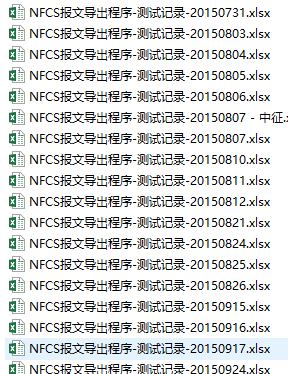 NFCS报文导出程序-测试记录-20150731.xlsx
NFCS报文导出程序-测试记录-20150803.xlsx
NFCS报文导出程序-测试记录-20150804.xlsx
NFCS报文导出程序-测试记录-20150805.xlsx
NFCS报文导出程序-测试记录-20150806.xlsx
NFCS报文导出程序-测试记录-20150807 - 中征.x
NFCS报文导出程序-测试记录-20150807.xlsx
NFCS报文导出程序-测试记录-20150810.xlsx
NFCS报文导出程序-测试记录-20150811.xlsx
NFCS报文导出程序-测试记录-20150812.xlsx
NFCS报文导出程序-测试记录-20150821.xlsx
NFCS报文导出程序-测试记录-20150824.xlsx
NFCS报文导出程序-测试记录-20150825.xlsx
NFCS报文导出程序-测试记录-20150826.xlsx
NFCS报文导出程序-测试记录-20150915.xlsx
NFCS报文导出程序-测试记录-20150916.xlsx
NFCS报文导出程序-测试记录-20150917.xlsx
NFCS报文导出程序-测试记录-20150924.xlsx